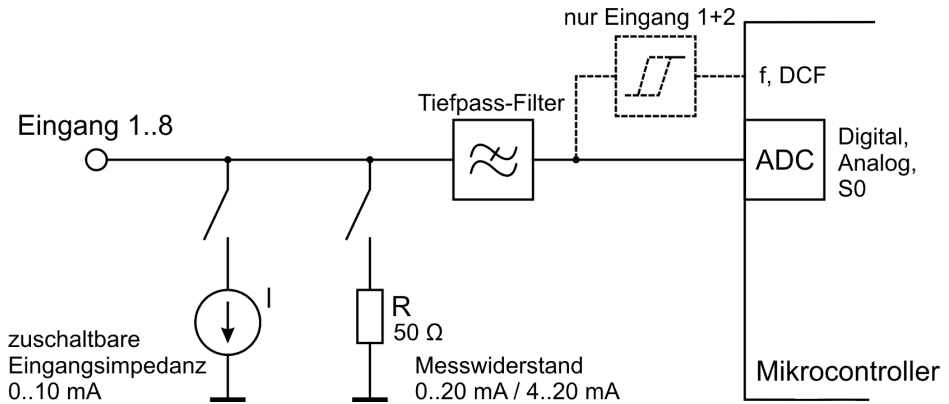 nur Eingang 1+2
f, DCF
Tiefpass-Filter
Eingang 1..8
ADC
Digital,
Analog,
S0
I
R
50 Ω
zuschaltbare
Eingangsimpedanz
0..10 mA
Messwiderstand
0..20 mA / 4..20 mA
Mikrocontroller